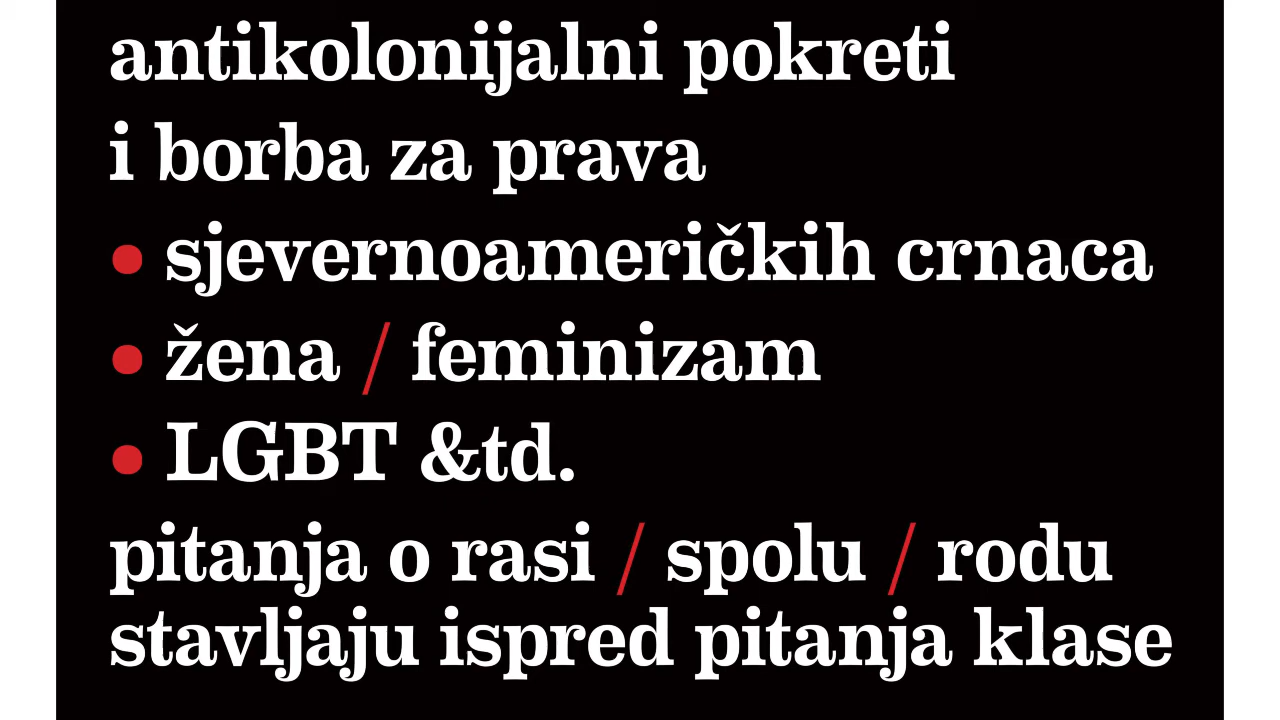 antikolonijalni pokreti
i borba za prava
• sjevernoameričkih crnaca
• žena / feminizam
• LGBT &td.
pitanja o rasi / spolu / rodu
stavljaju ispred pitanja klase